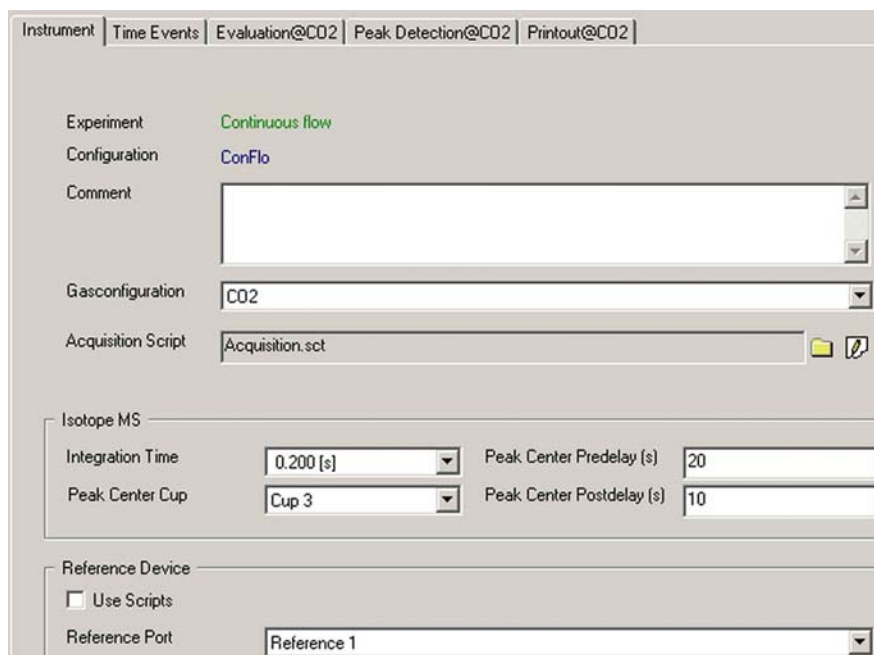 Instrument Time Events Evaluation@CO2 Peak Detection@CO2 Printout@CO2
Experiment Continuous flow
Configuration ConFlo
Comment
Gasconfiguration CO2
Acquisition Script Acquisition.sct
Isotope MS
Integration Time 0.200 [s] Peak Center Predelay (s) 20
Peak Center Cup Cup 3 Peak Center Postdelay (s) 10
Reference Device
Use Scripts
Reference Port Reference 1